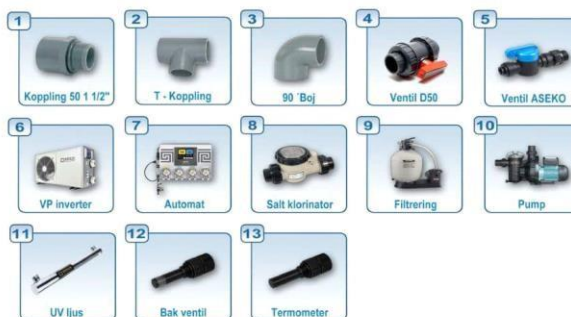 1
Koppling 50 1 1/2"
2
T - Koppling
3
90 ´Boj
4
Ventil D50
5
Ventil ASEKO
6
VP inverter
7
Automat
8
Salt klorinator
9
Filtrering
10
Pump
11
UV ljus
12
Bak ventil
13
Termometer